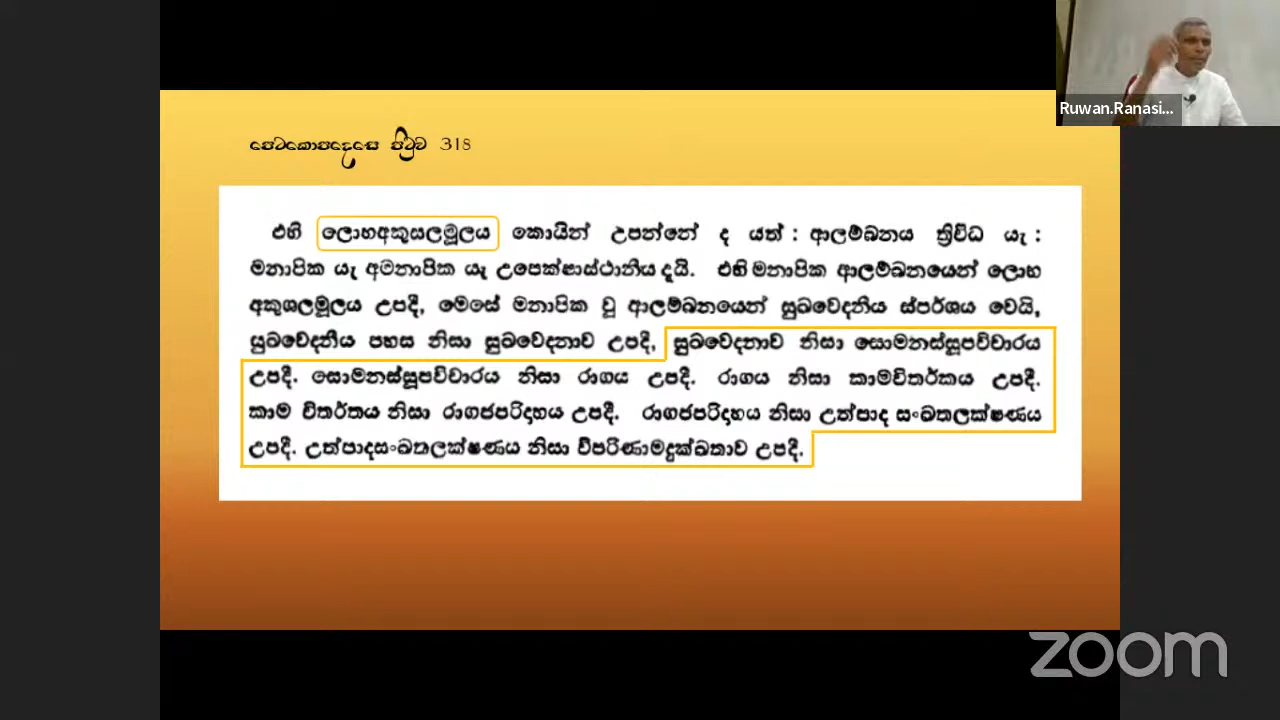 පෙටකොපදෙසෙ පිටුව 318
එහි ලොභඅකුසලමූලය කොයින් උපන්නේ ද යත් : ආලම්බනය ත්‍රිවිධ යැ :
මනාපික යැ අමනාපික යැ උපෙක්ෂාස්ථානීය දැයි. එහි මනාපික ආලම්බනයෙන් ලොභ
අකුශලමූලය උපදී, මෙසේ මනාපික වූ ආලම්බනයෙන් සුඛවෙදනීය ස්පර්ශය වෙයි,
සුඛවෙදනීය පහස නිසා සුඛවෙදනාව උපදී, සුඛවෙදනාව නිසා සොමනස්සූපවිචාරය
උපදී. සොමනස්සූපවිචාරය නිසා රාගය උපදී. රාගය නිසා කාමවිතර්කය උපදී.
කාම විතර්තය නිසා රාගජපරිදාහය උපදී. රාගජපරිදාහය නිසා උත්පාද සංඛතලක්ෂණය
උපදී. උත්පාදසංඛතලක්ෂණය නිසා විපරිණාමදුක්ඛතාව උපදී.
Ruwan.Ranasi...
zoom